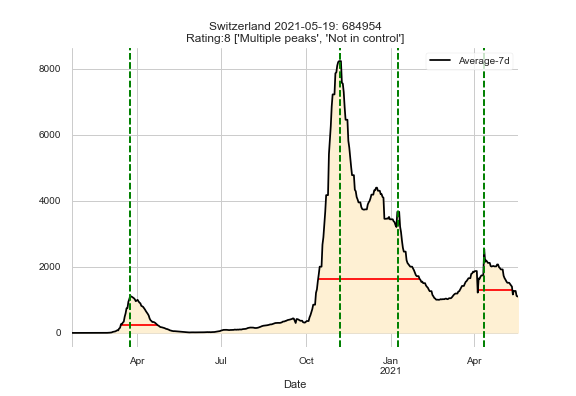 Switzerland 2021-05-19: 684954
Rating:8 ['Multiple peaks', 'Not in control']
Average-7d
8000
6000
4000
2000
0
Apr
Jul
Oct
Jan
2021
Apr
Date